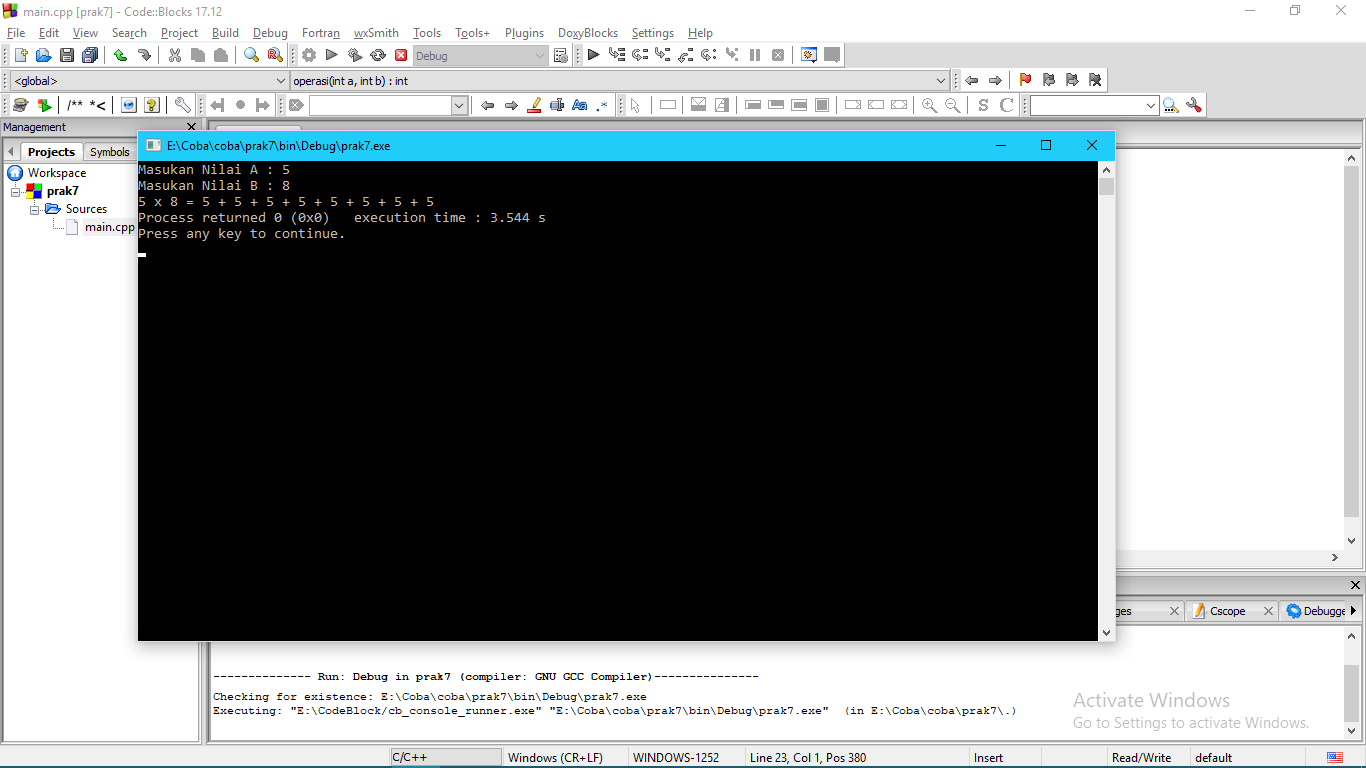 main.cpp [prak7] - Code::Blocks 17.12
File Edit View Search Project Build Debug Fortran wxSmith Tools Tools+ Plugins DoxyBlocks Settings Help
Debug
<global> operasi(int a, int b) : int
/** *<
Aa .*
S C
Management
Projects Symbols
Workspace
prak7
Sources
main.cpp
E:\Coba\coba\prak7\bin\Debug\prak7.exe
Masukan Nilai A : 5
Masukan Nilai B : 8
5 x 8 = 5 + 5 + 5 + 5 + 5 + 5 + 5 + 5
Process returned 0 (0x0)   execution time : 3.544 s
Press any key to continue.
ges Cscope Debugge
-------------- Run: Debug in prak7 (compiler: GNU GCC Compiler)---------------
Checking for existence: E:\Coba\coba\prak7\bin\Debug\prak7.exe
Executing: "E:\CodeBlock/cb_console_runner.exe" "E:\Coba\coba\prak7\bin\Debug\prak7.exe"  (in E:\Coba\coba\prak7\.)
Activate Windows
Go to Settings to activate Windows.
C/C++ Windows (CR+LF) WINDOWS-1252 Line 23, Col 1, Pos 380 Insert Read/Write default